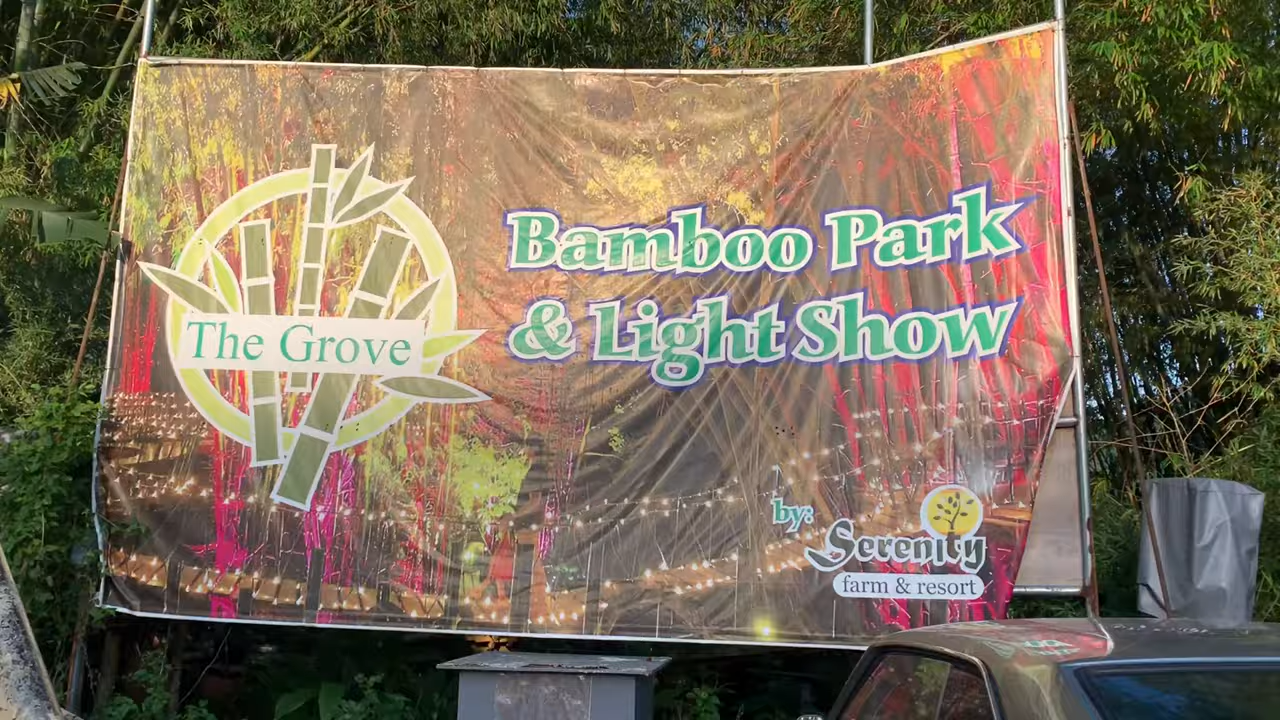 The Grove
Bamboo Park
& Light Show
by:
Serenity
farm & resort